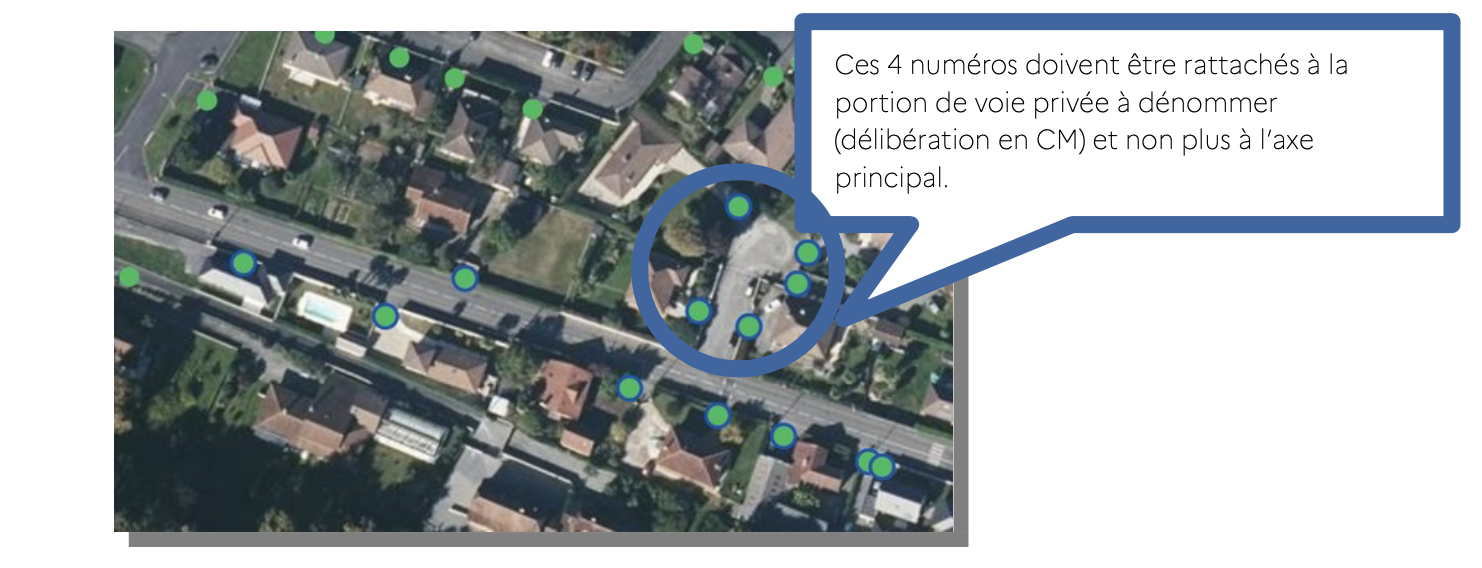 Ces 4 numéros doivent être rattachés à la
portion de voie privée à dénommer
(délibération en CM) et non plus à l’axe
principal.